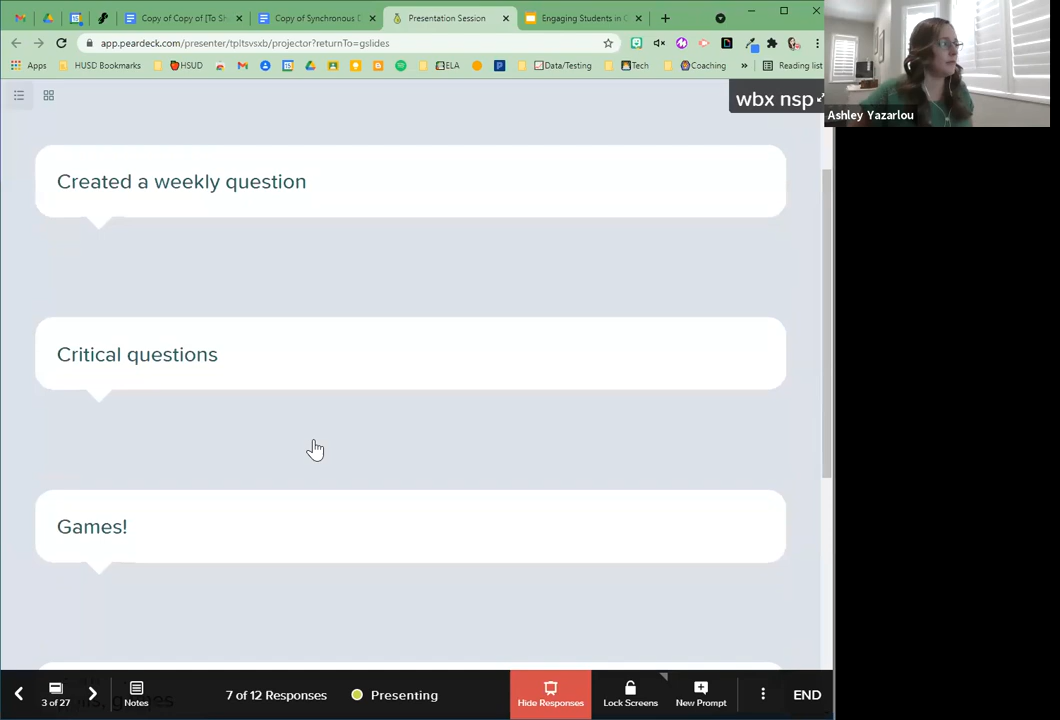 Copy of Copy of [To Sh
Copy of Synchronous D
Presentation Session
Engaging Students in C
app.peardeck.com/presenter/tpltsvsxb/projector?returnTo=gslides
Apps
HUSD Bookmarks
HSUD
ELA
Data/Testing
Tech
Coaching
»
Reading list
wbx nsp
Ashley Yazarlou
Created a weekly question
Critical questions
Games!
3 of 27
Notes
7 of 12 Responses
Presenting
Hide Responses
Lock Screens
New Prompt
END